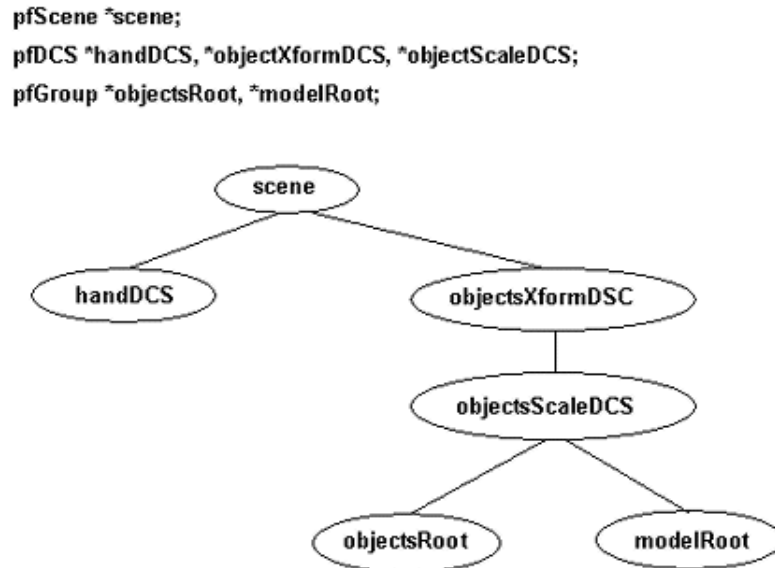 pfScene *scene;
pfDCS *handDCS, *objectXformDCS, *objectScaleDCS;
pfGroup *objectsRoot, *modelRoot;
scene
handDCS
objectsXformDSC
objectsScaleDCS
objectsRoot
modelRoot